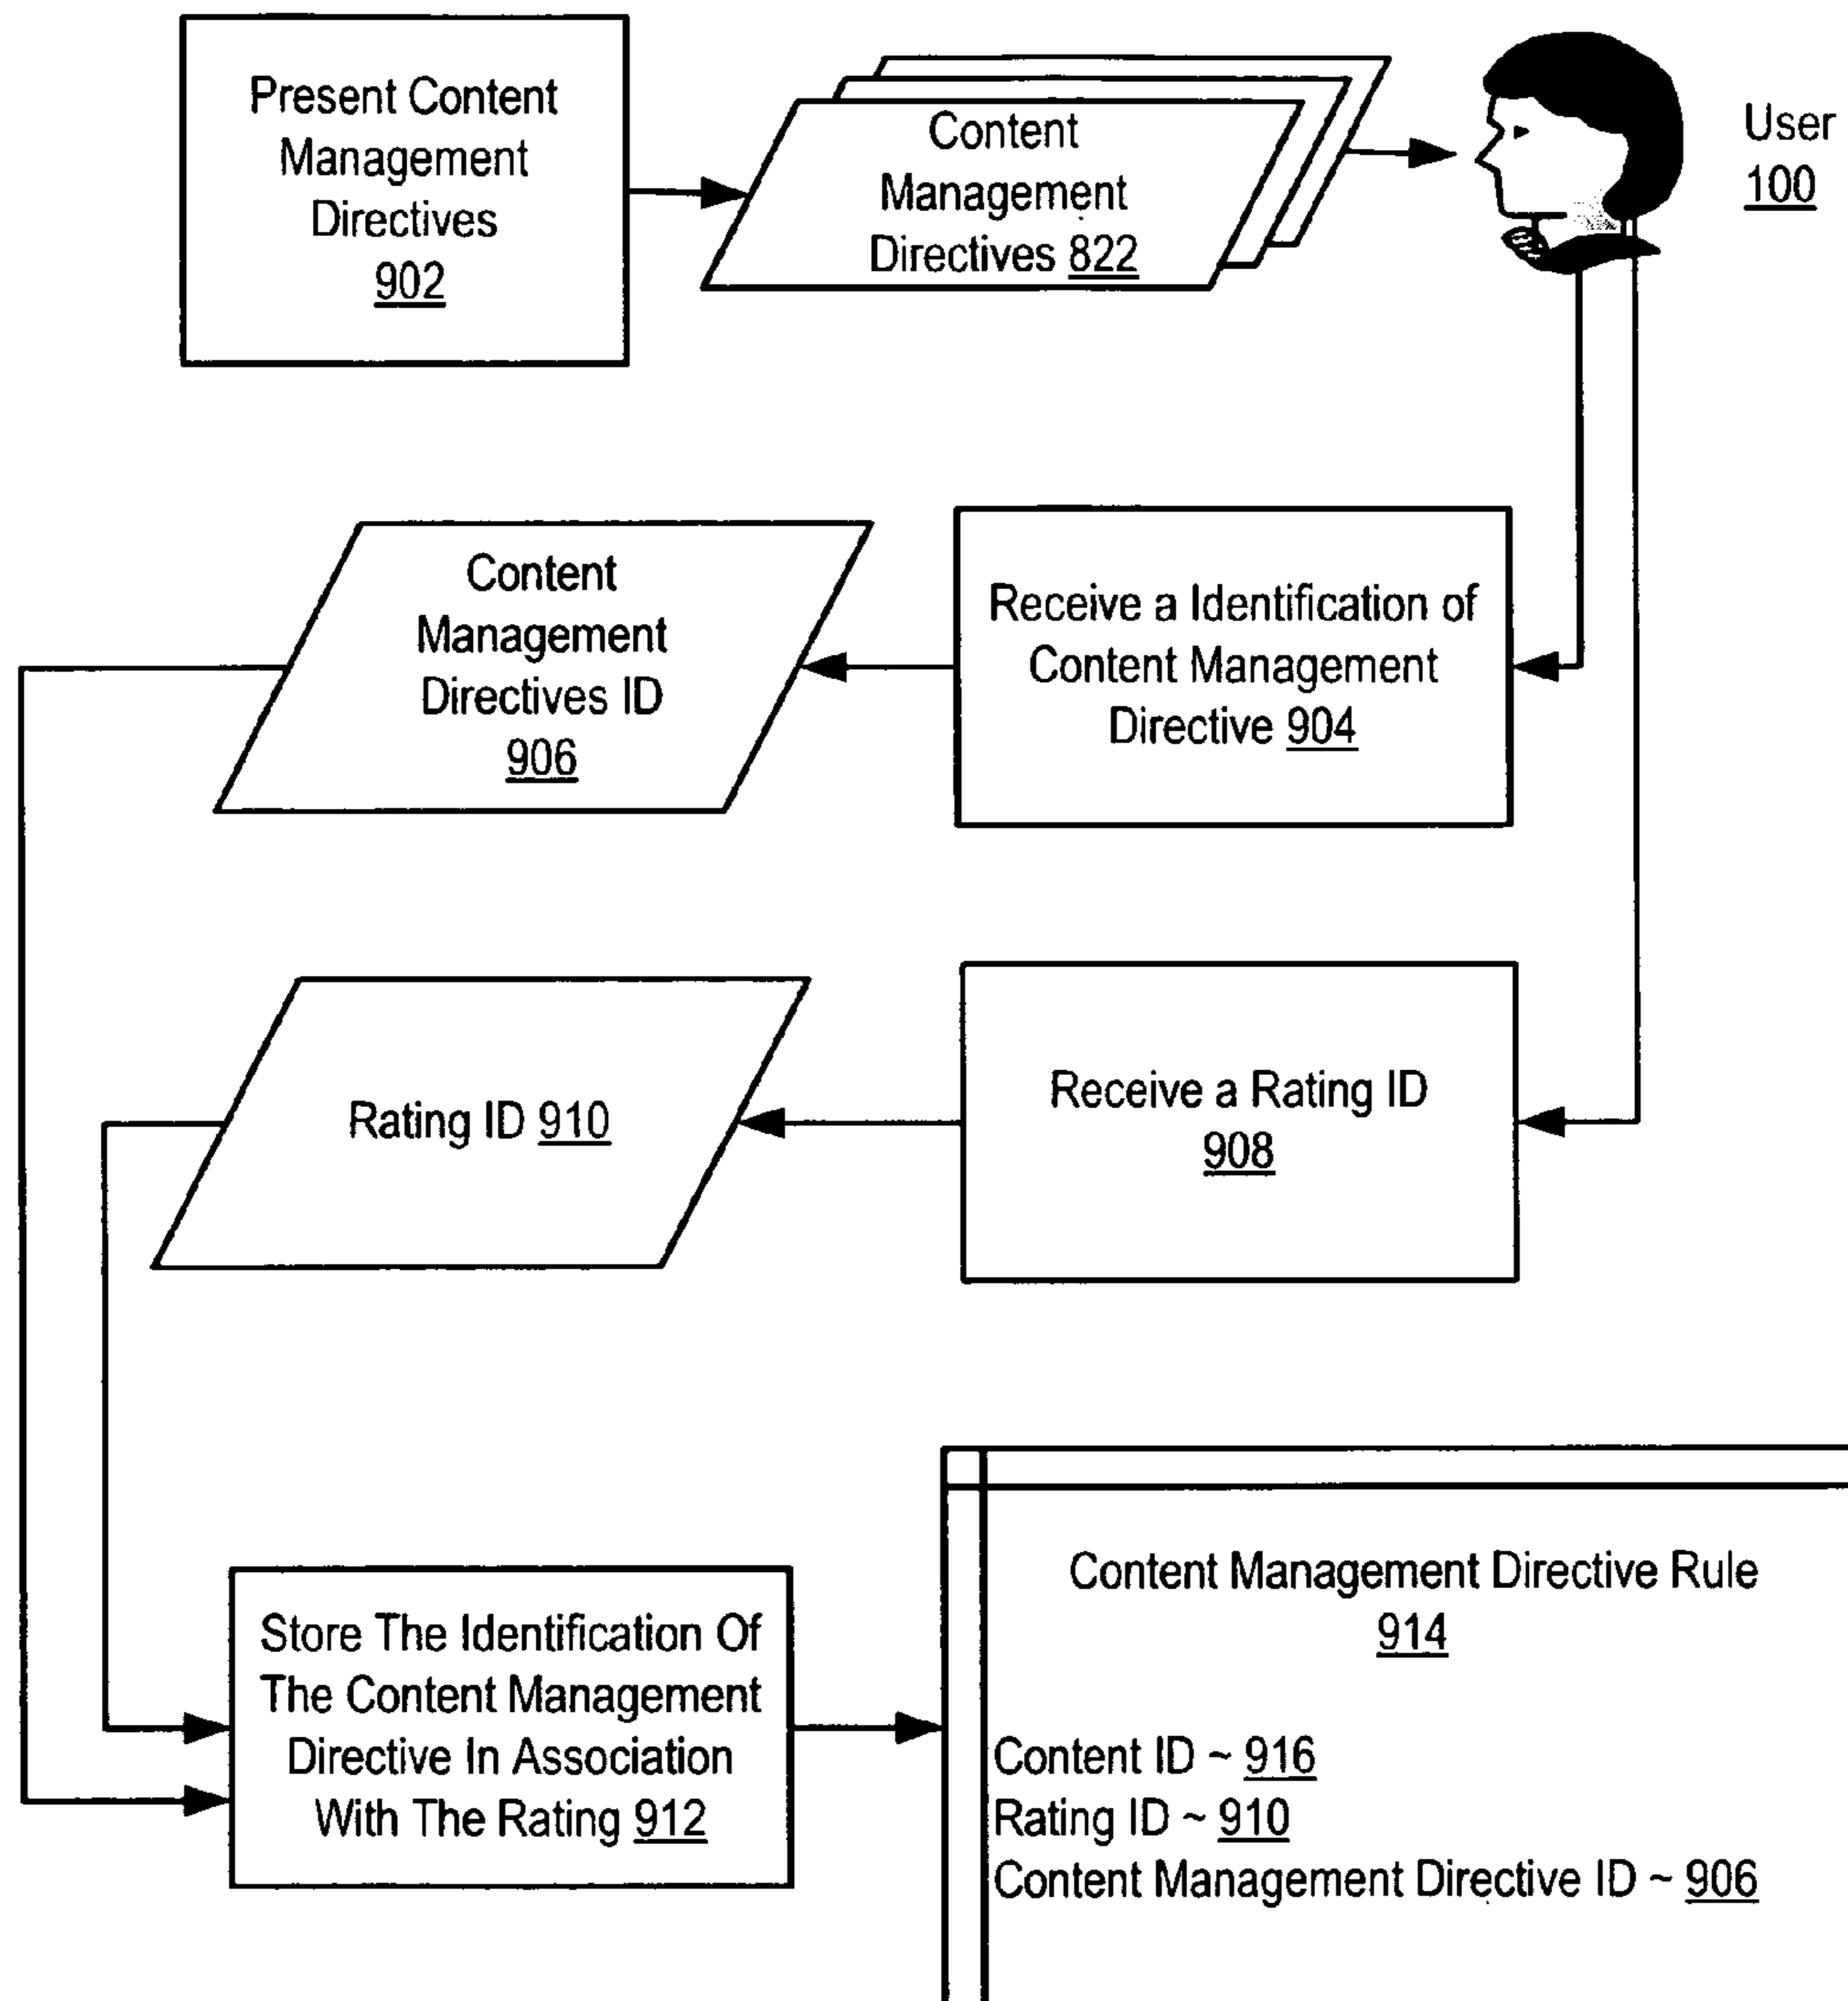 Present Content
Management
Directives
902
Content
Management
Directives 822
User
100
Content
Management
Directives ID
906
Receive a Identification of
Content Management
Directive 904
Rating ID 910
Receive a Rating ID
908
Store The Identification Of
The Content Management
Directive In Association
With The Rating 912
Content Management Directive Rule
914
Content ID ~ 916
Rating ID ~ 910
Content Management Directive ID ~ 906